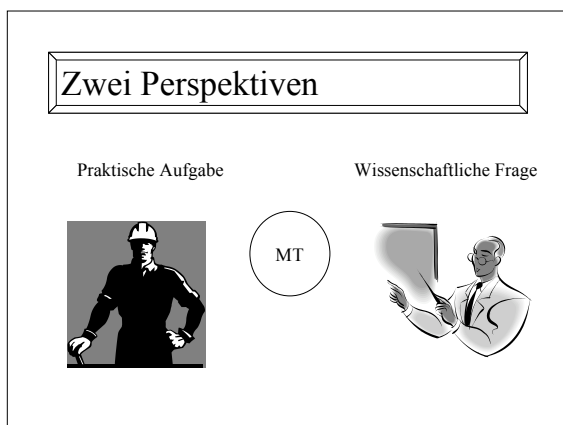 Zwei Perspektiven
Praktische Aufgabe
Wissenschaftliche Frage
MT